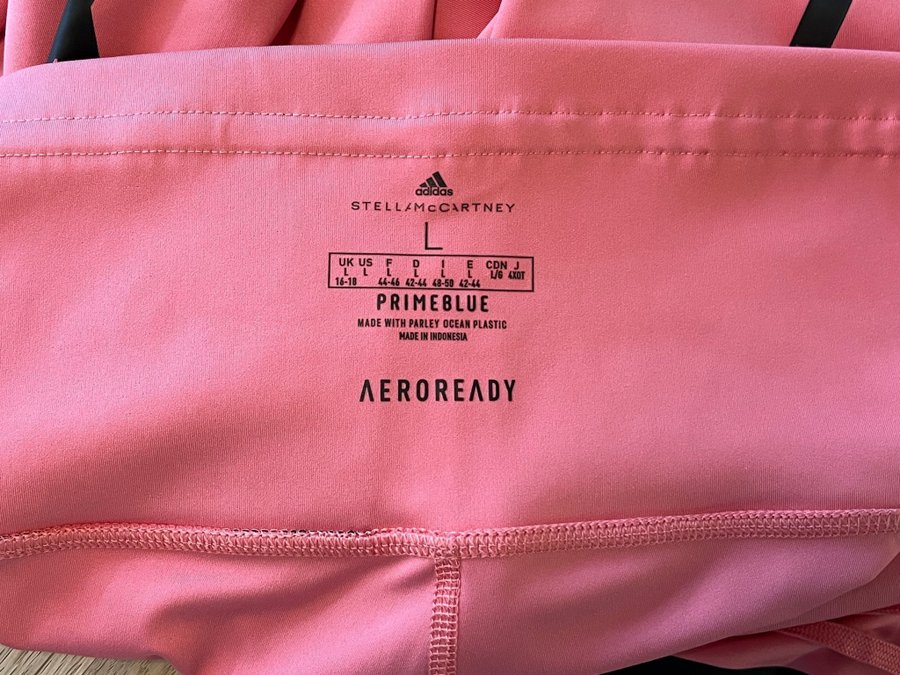 adidas
STELLAMcCARTNEY
L
UK US F D I E CDN J
L L L L L L L/G 4XOT
16-18 44-46 42-44 48-50 42-44
PRIMEBLUE
MADE WITH PARLEY OCEAN PLASTIC
MADE IN INDONESIA
AEROREADY